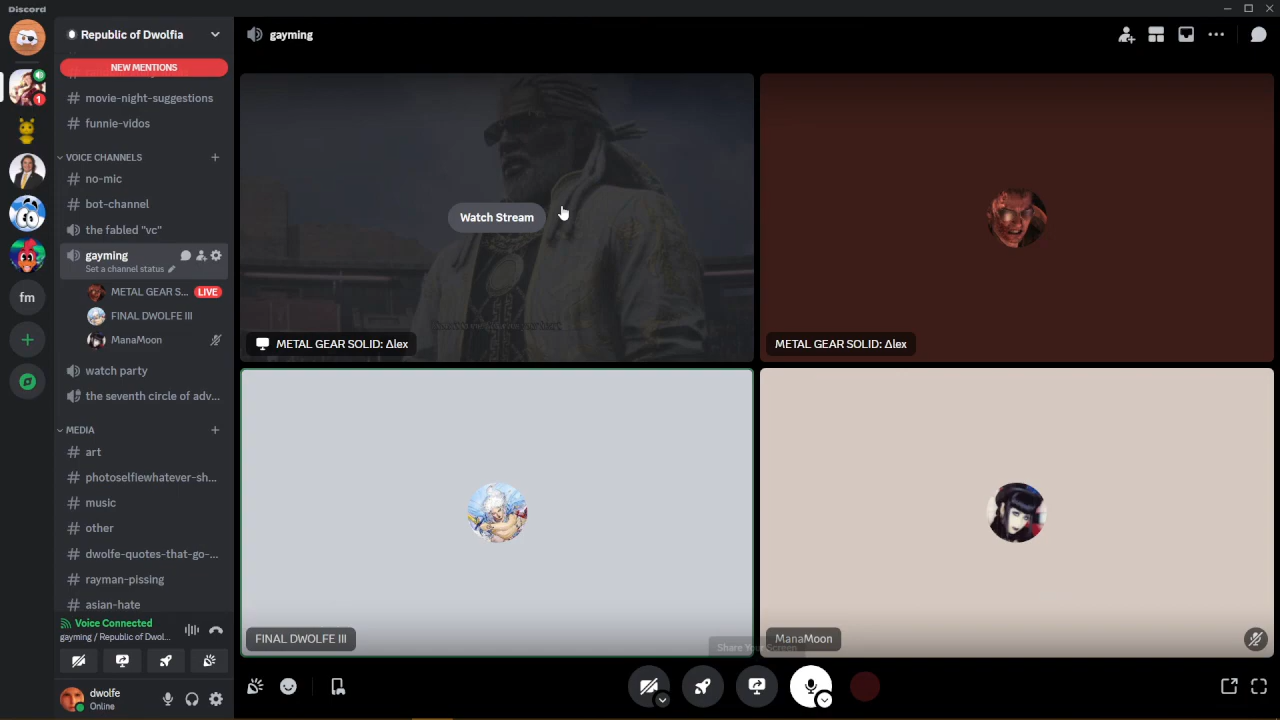 Discord
Republic of Dwolfia
NEW MENTIONS
movie-night-suggestions
funnie-vidos
VOICE CHANNELS
no-mic
bot-channel
the fabled "vc"
gayming
Set a channel status
METAL GEAR S... LIVE
FINAL DWOLFE III
ManaMoon
watch party
the seventh circle of adv...
MEDIA
art
photoselfiewhatever-sh...
music
other
dwolfe-quotes-that-go-...
rayman-pissing
asian-hate
Voice Connected
gayming / Republic of Dwol...
dwolfe
Online
1
fm
gayming
Watch Stream
METAL GEAR SOLID: Δlex
METAL GEAR SOLID: Δlex
FINAL DWOLFE III
Share Your Screen
ManaMoon